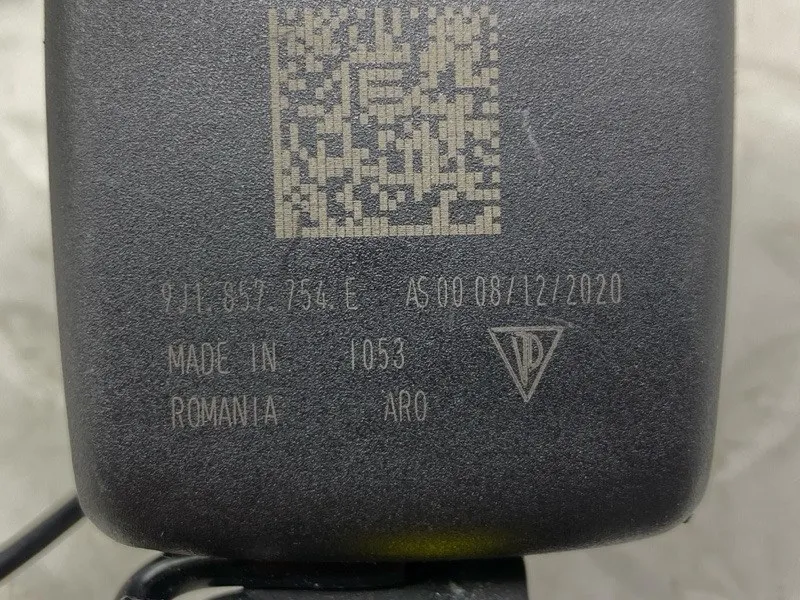 9J1.857.754.E AS00 08/12/2020
MADE IN 1053
ROMANIA ARO